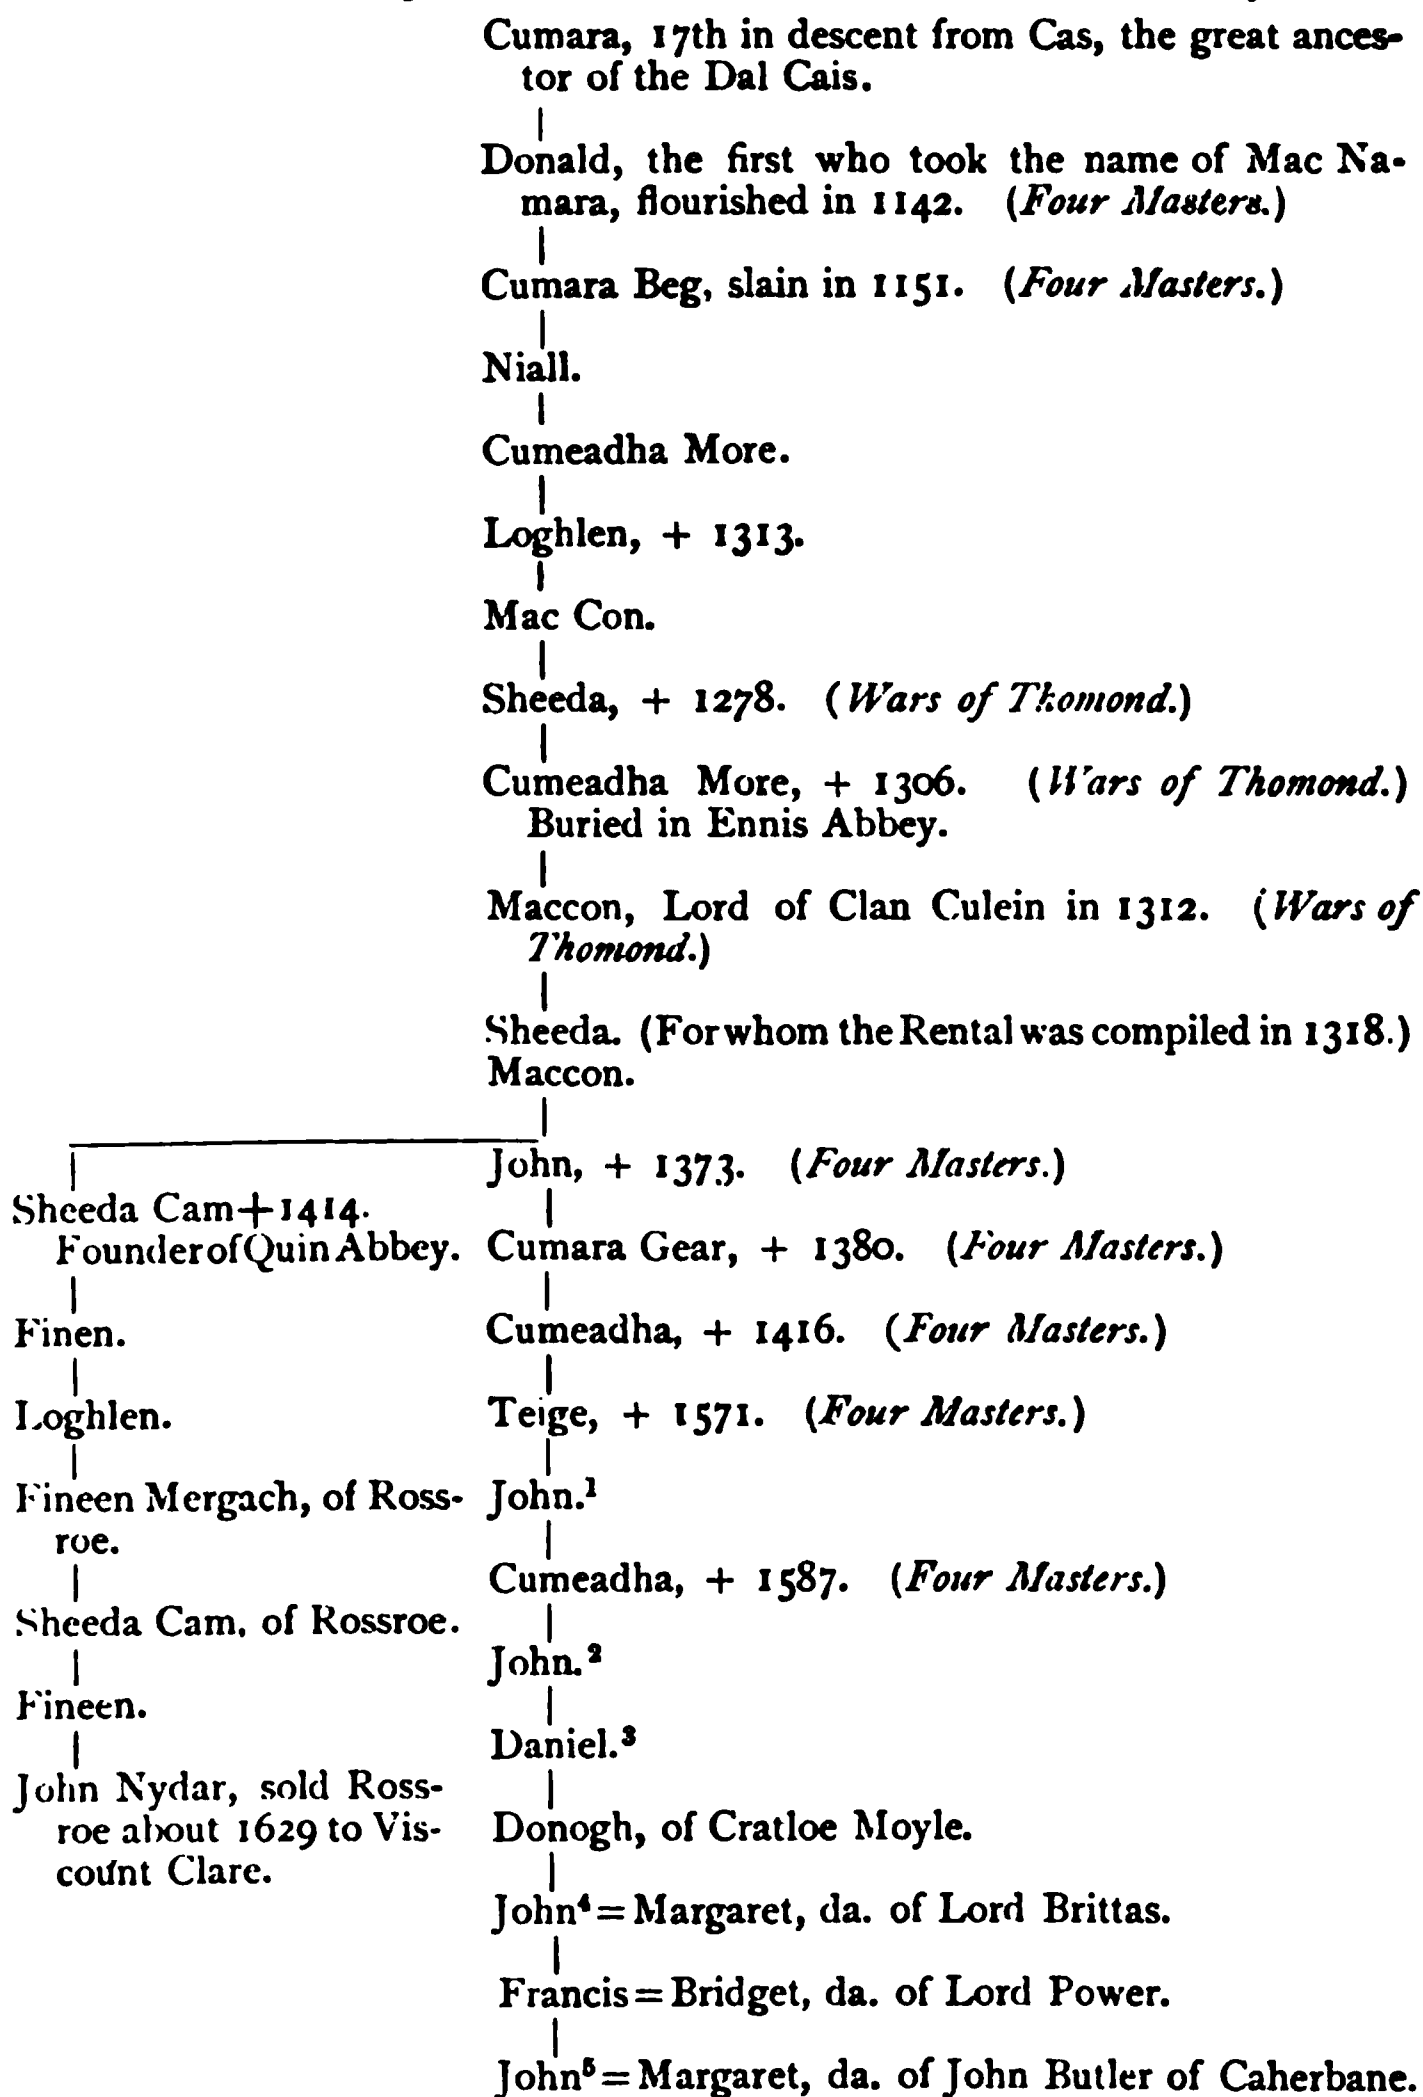 Cumara, 17th in descent from Cas, the great ances-
tor of the Dal Cais.
Donald, the first who took the name of Mac Na-
mara, flourished in 1142. (Four Masters.)
Cumara Beg, slain in 1151. (Four Masters.)
Niall.
Cumeadha More.
Loghlen, + 1313.
Mac Con.
Sheeda, + 1278. (Wars of Thomond.)
Cumeadha More, + 1306. (Wars of Thomond.)
Buried in Ennis Abbey.
Maccon, Lord of Clan Culein in 1312. (Wars of
Thomond.)
Sheeda. (For whom the Rental was compiled in 1318.)
Maccon.
John, + 1373. (Four Masters.)
Cumara Gear, + 1380. (Four Masters.)
Cumeadha, + 1416. (Four Masters.)
Teige, + 1571. (Four Masters.)
John.¹
Cumeadha, + 1587. (Four Masters.)
John.²
Daniel.³
Donogh, of Cratloe Moyle.
John⁴ = Margaret, da. of Lord Brittas.
Francis = Bridget, da. of Lord Power.
John⁵ = Margaret, da. of John Butler of Caherbane.
Sheeda Cam + 1414.
Founder of Quin Abbey.
Finen.
Loghlen.
Fineen Mergach, of Ross-
roe.
Sheeda Cam, of Rossroe.
Fineen.
John Nydar, sold Ross-
roe about 1629 to Vis-
count Clare.